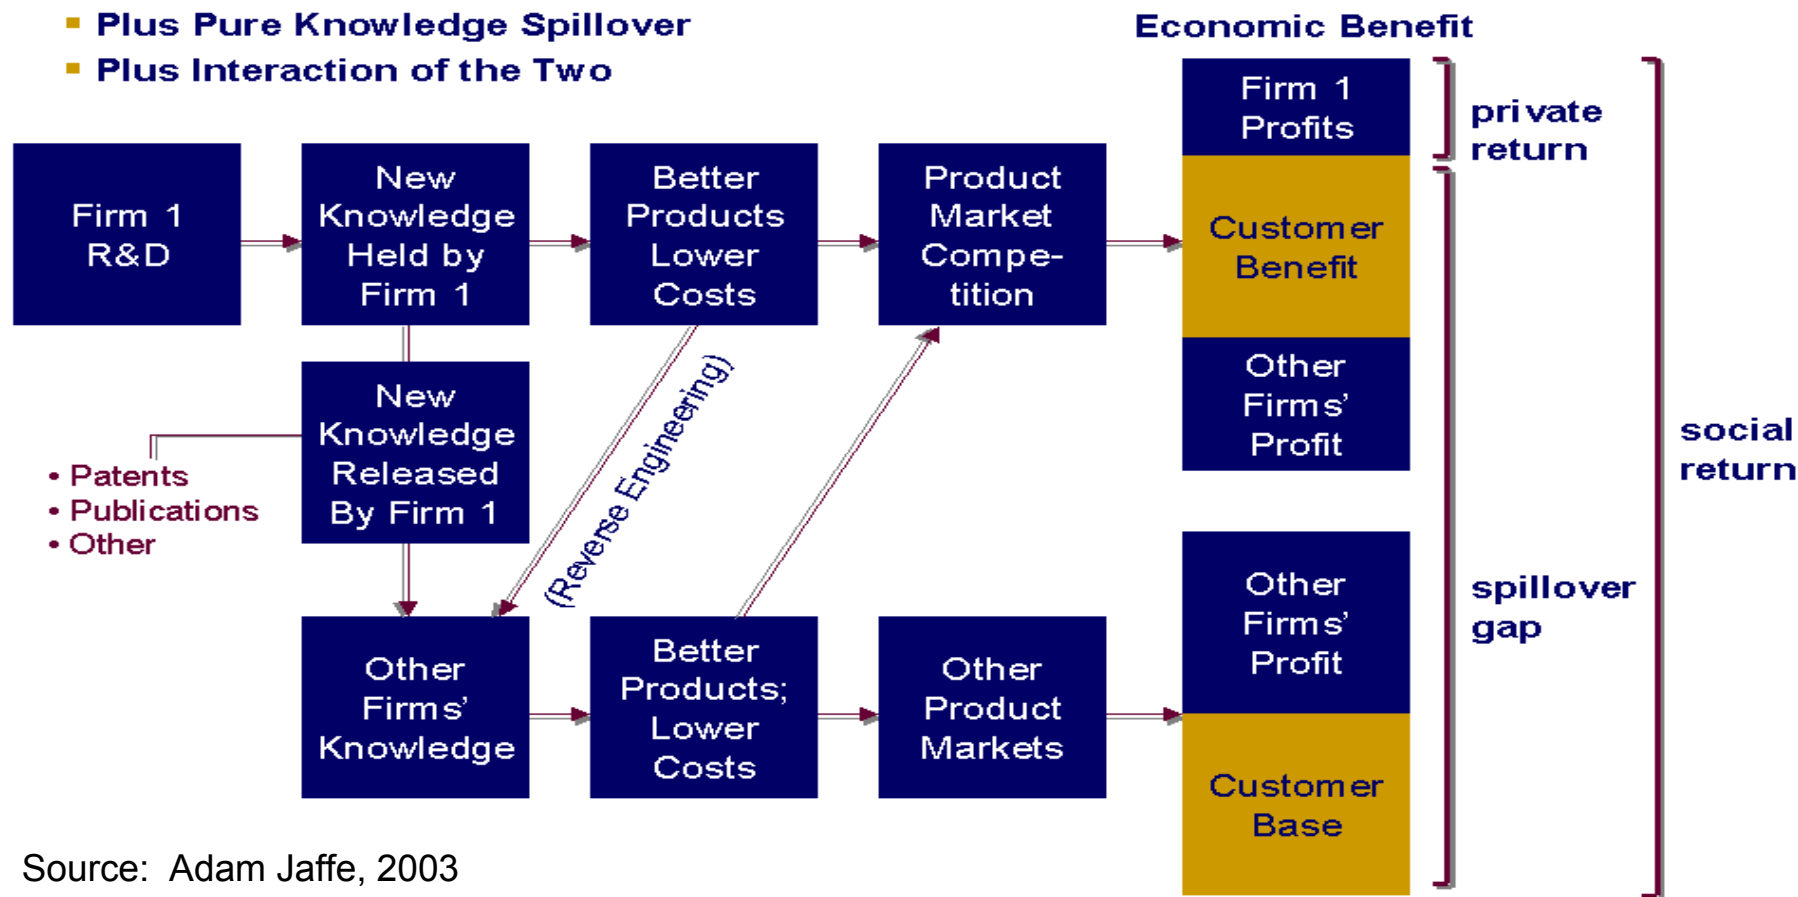 ▪ Plus Pure Knowledge Spillover
▪ Plus Interaction of the Two
Economic Benefit
Firm 1
R&D
New
Knowledge
Held by
Firm 1
Better
Products
Lower
Costs
Product
Market
Compe-
tition
Firm 1
Profits
Customer
Benefit
Other
Firms'
Profit
private
return
New
Knowledge
Released
By Firm 1
• Patents
• Publications
• Other
(Reverse Engineering)
Other
Firms'
Knowledge
Better
Products;
Lower
Costs
Other
Product
Markets
Other
Firms'
Profit
Customer
Base
spillover
gap
social
return
Source: Adam Jaffe, 2003